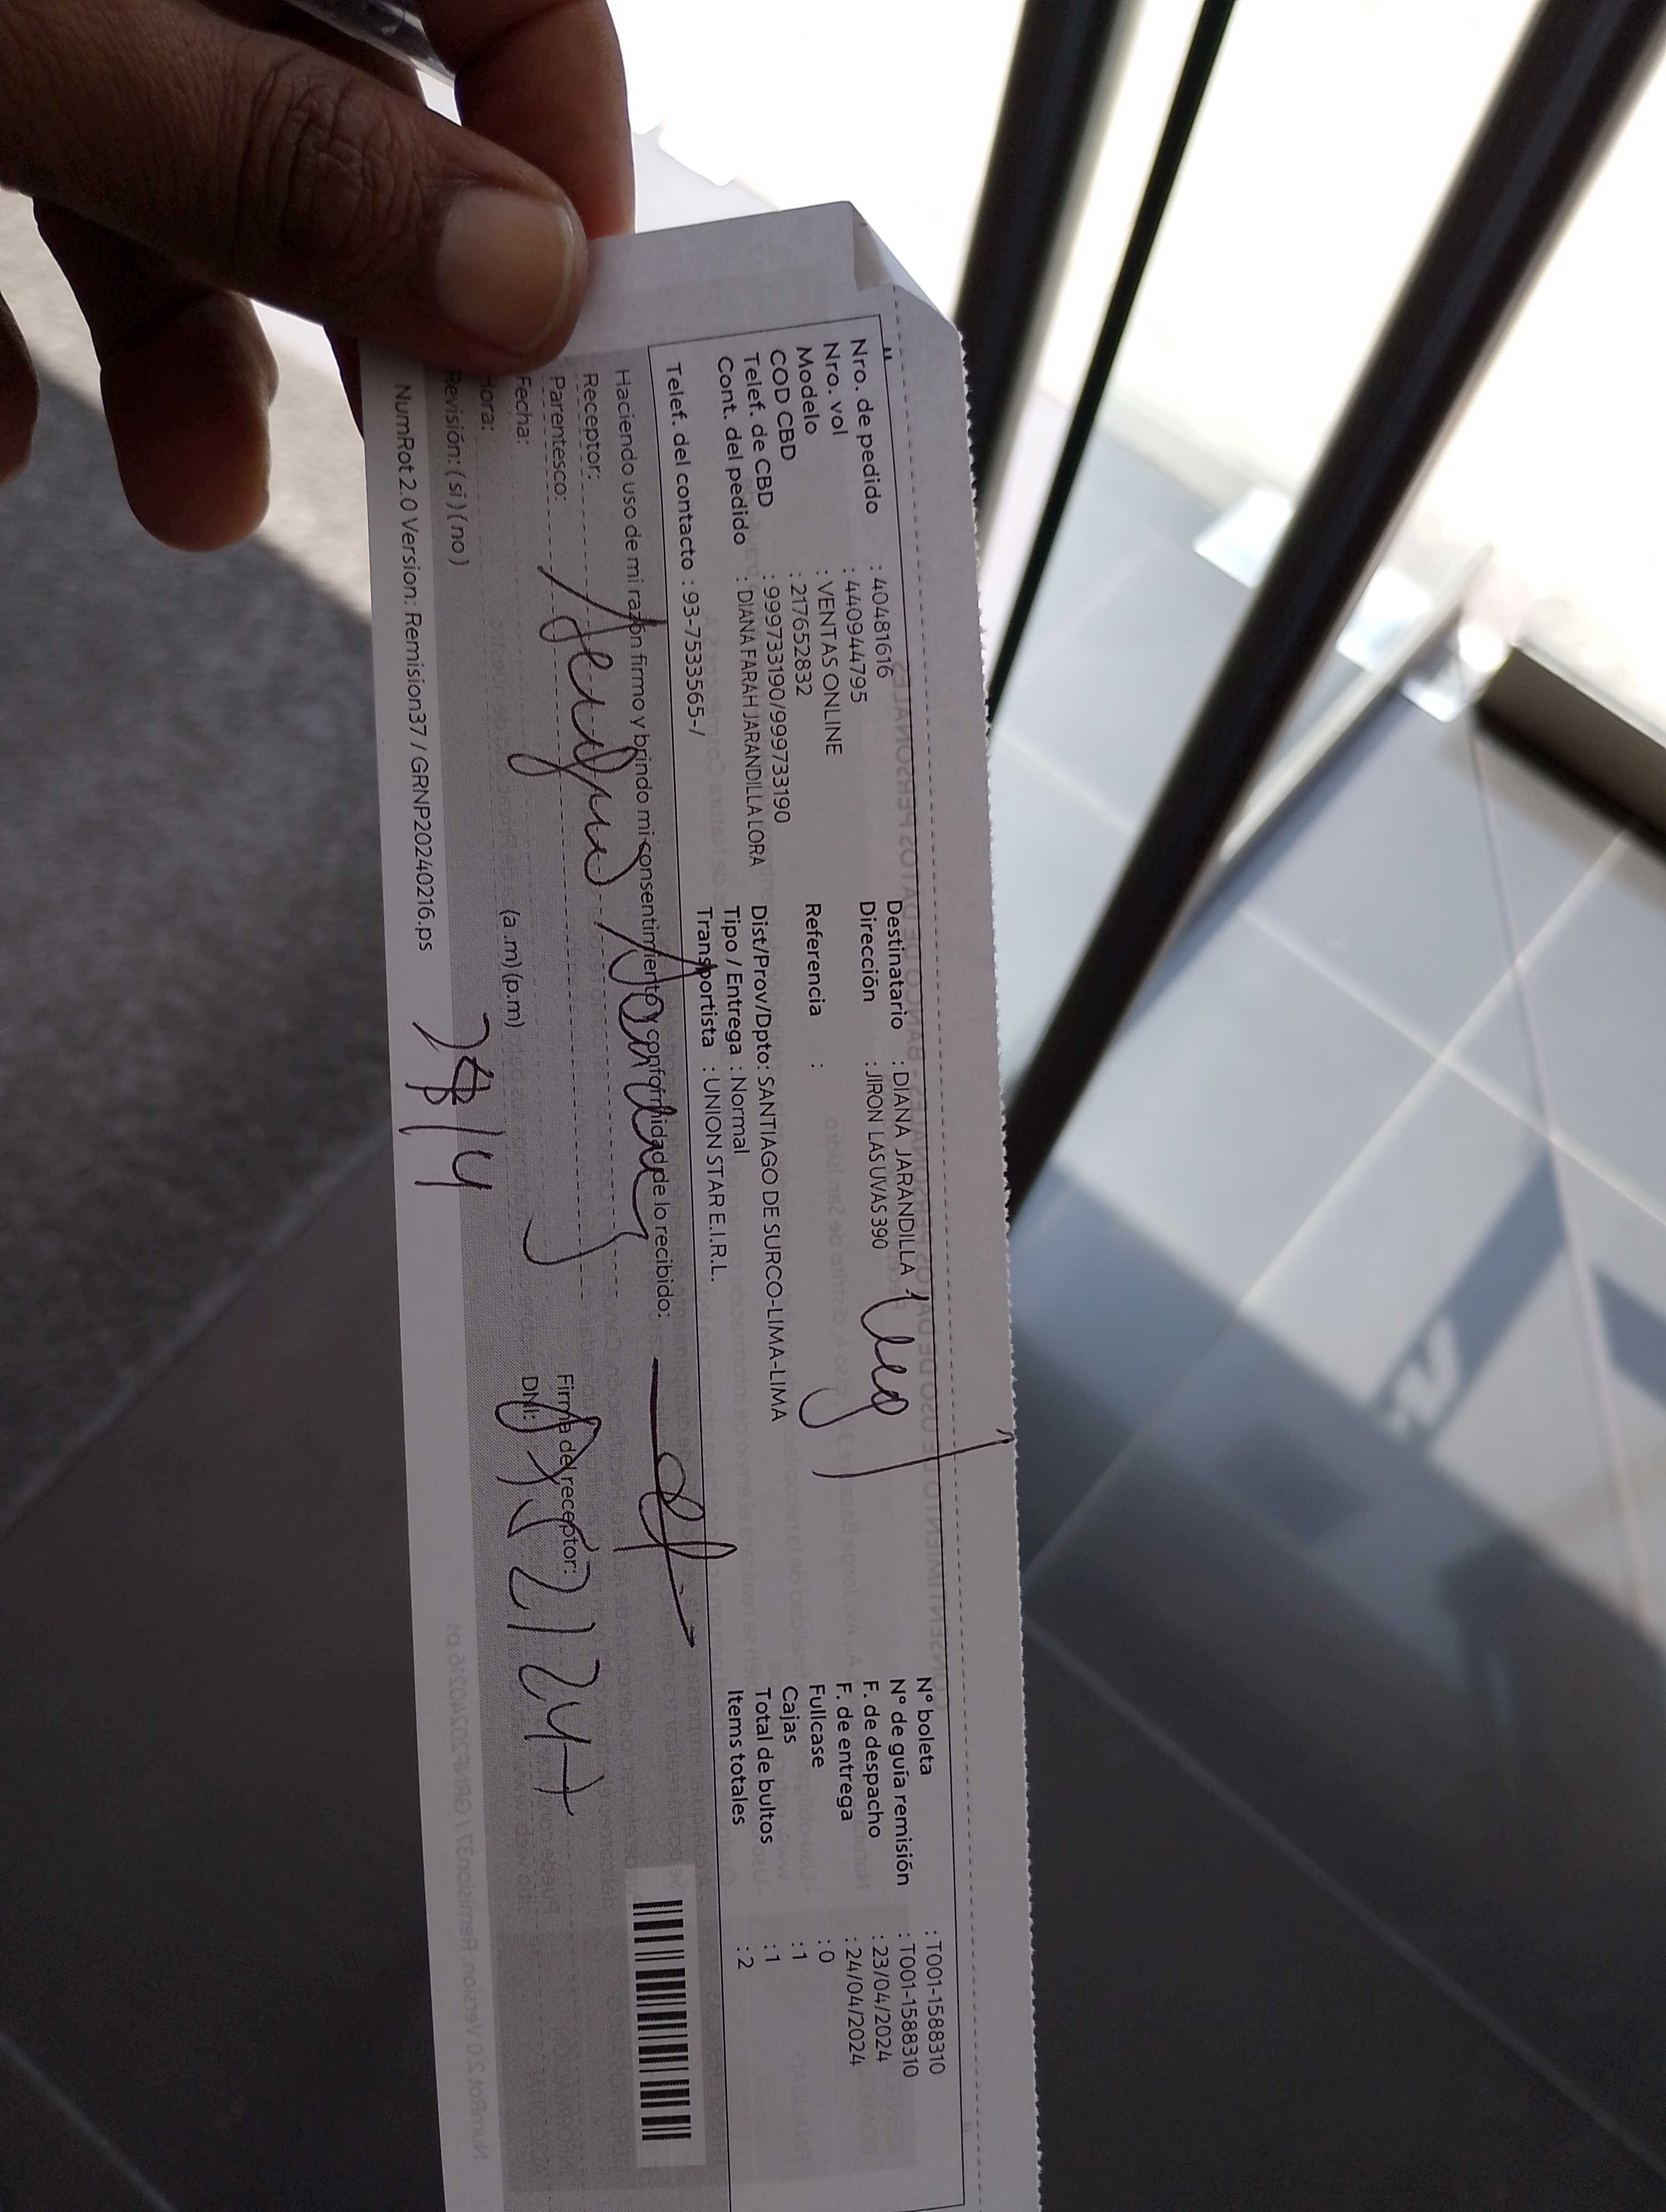 Nro. de pedido : 40481616
Nro. vol : 440944795
Modelo : VENTAS ONLINE
COD CBD : 217652832
Telef. de CBD : 999733190/999733190
Cont. del pedido : DIANA FARAH JARANDILLA LORA
Telef. del contacto : 93-7533565-/
Destinatario : DIANA JARANDILLA
Dirección : JIRON LAS UVAS 390
Referencia :
Dist/Prov/Dpto: SANTIAGO DE SURCO-LIMA-LIMA
Tipo / Entrega : Normal
Transportista : UNION STAR E.I.R.L.
N° boleta : T001-1588310
N° de guía remisión : T001-1588310
F. de despacho : 23/04/2024
F. de entrega : 24/04/2024
Fullcase : 0
Cajas : 1
Total de bultos : 1
Items totales : 2
Haciendo uso de mi razón firmo y brindo mi consentimiento y conformidad de lo recibido:
Receptor:
Parentesco:
Firma del receptor:
Fecha:
(a .m) (p.m)
DNI:
Hora:
Revisión: ( si ) ( no )
NumRot 2.0 Version: Remision37 / GRNP20240216.ps